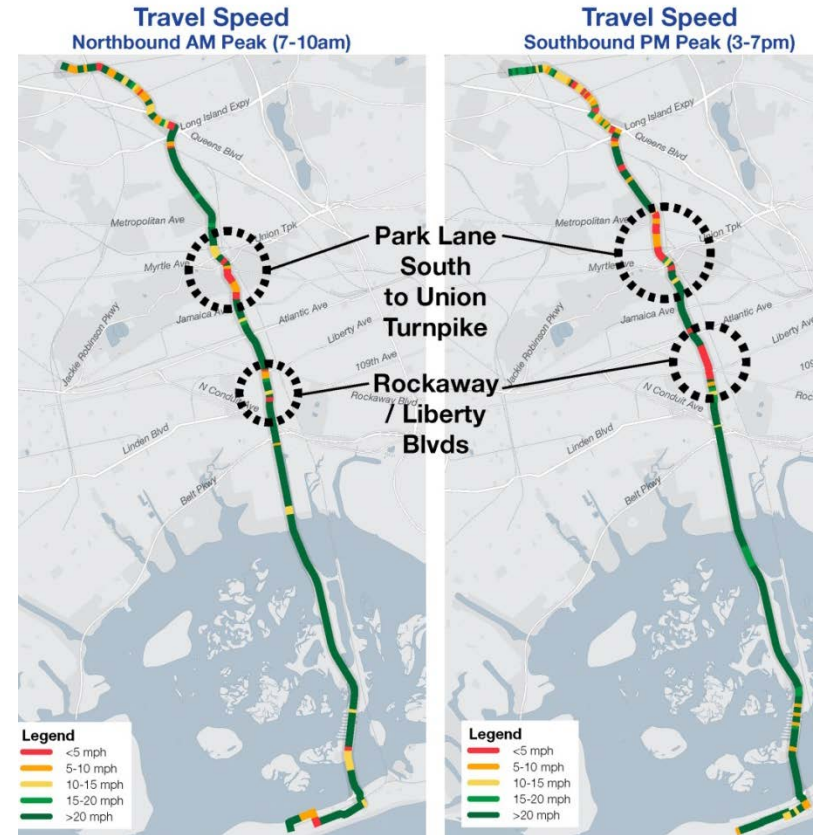 Travel Speed
Northbound AM Peak (7-10am)
Long Island Expy
Queens Blvd
Metropolitan Ave
Union Tpk
Myrtle Ave
Jackie Robinson Pkwy
Jamaica Ave
Atlantic Ave
Liberty Ave
109th Ave
N Conduit Ave
Rockaway Blvd
Linden Blvd
Belt Pkwy
Legend
<5 mph
5-10 mph
10-15 mph
15-20 mph
>20 mph
Park Lane
South
to Union
Turnpike
Rockaway
/ Liberty
Blvds
Travel Speed
Southbound PM Peak (3-7pm)
Long Island Expy
Queens Blvd
Metropolitan Ave
Union Tpk
Myrtle Ave
Jackie Robinson Pkwy
Jamaica Ave
Atlantic Ave
Liberty Ave
109th
N Conduit Ave
Rock
Linden Blvd
Belt Pkwy
Legend
<5 mph
5-10 mph
10-15 mph
15-20 mph
>20 mph